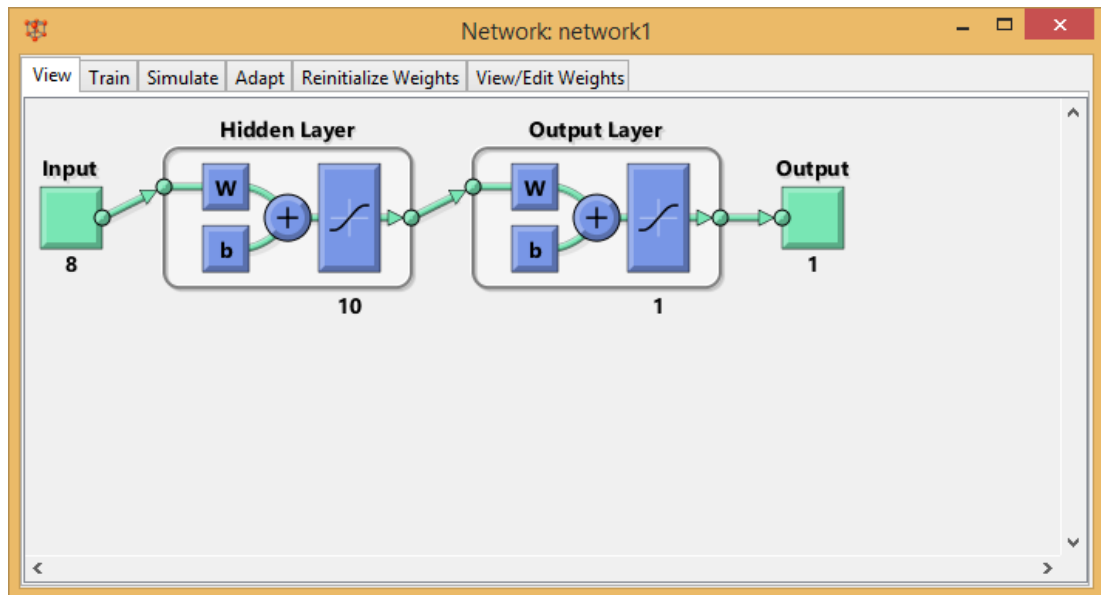 Network: network1
View Train Simulate Adapt Reinitialize Weights View/Edit Weights
Hidden Layer Output Layer
Input Output
W W
+ +
b b
8 1
10 1